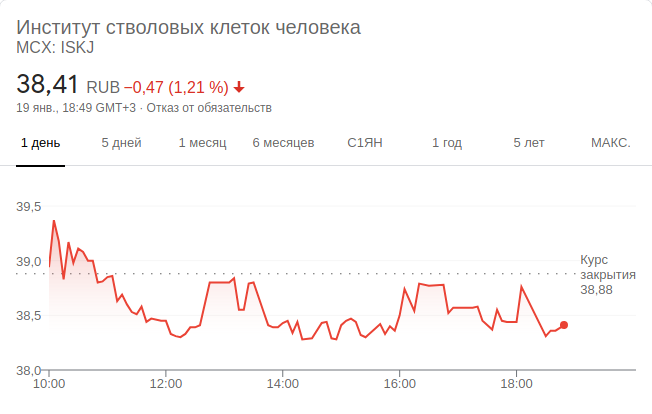 Институт стволовых клеток человека
MCX: ISKJ
38,41 RUB −0,47 (1,21 %)
19 янв., 18:49 GMT+3 · Отказ от обязательств
1 день 5 дней 1 месяц 6 месяцев С1ЯН 1 год 5 лет МАКС.
39,5
39,0
38,5
38,0
Курс
закрытия
38,88
10:00 12:00 14:00 16:00 18:00